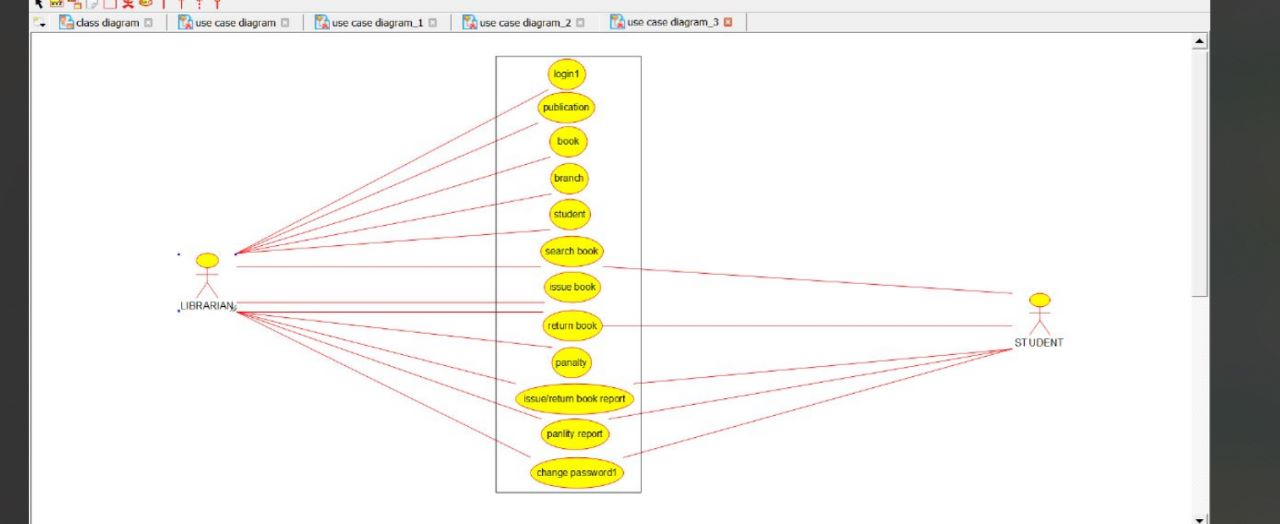 class diagram
use case diagram
use case diagram_1
use case diagram_2
use case diagram_3
login1
publication
book
branch
student
search book
issue book
LIBRARIAN
return book
STUDENT
panalty
issue/return book report
panlity report
change password1